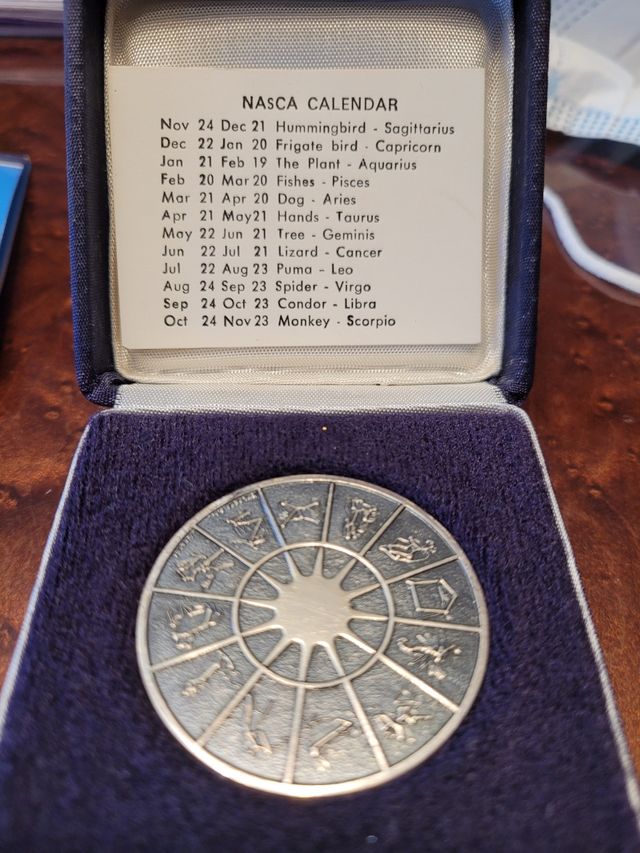 NAsCA CALENDAR
Nov 24 Dec 21 Hummingbird - Sagittarius
Dec 22 Jan 20 Frigate bird - Capricorn
Jan 21 Feb 19 The Plant - Aquarius
Feb 20 Mar 20 Fishes - Pisces
Mar 21 Apr 20 Dog - Aries
Apr 21 May 21 Hands - Taurus
May 22 Jun 21 Tree - Geminis
Jun 22 Jul 21 Lizard - Cancer
Jul 22 Aug 23 Puma - Leo
Aug 24 Sep 23 Spider - Virgo
Sep 24 Oct 23 Condor - Libra
Oct 24 Nov 23 Monkey - Scorpio